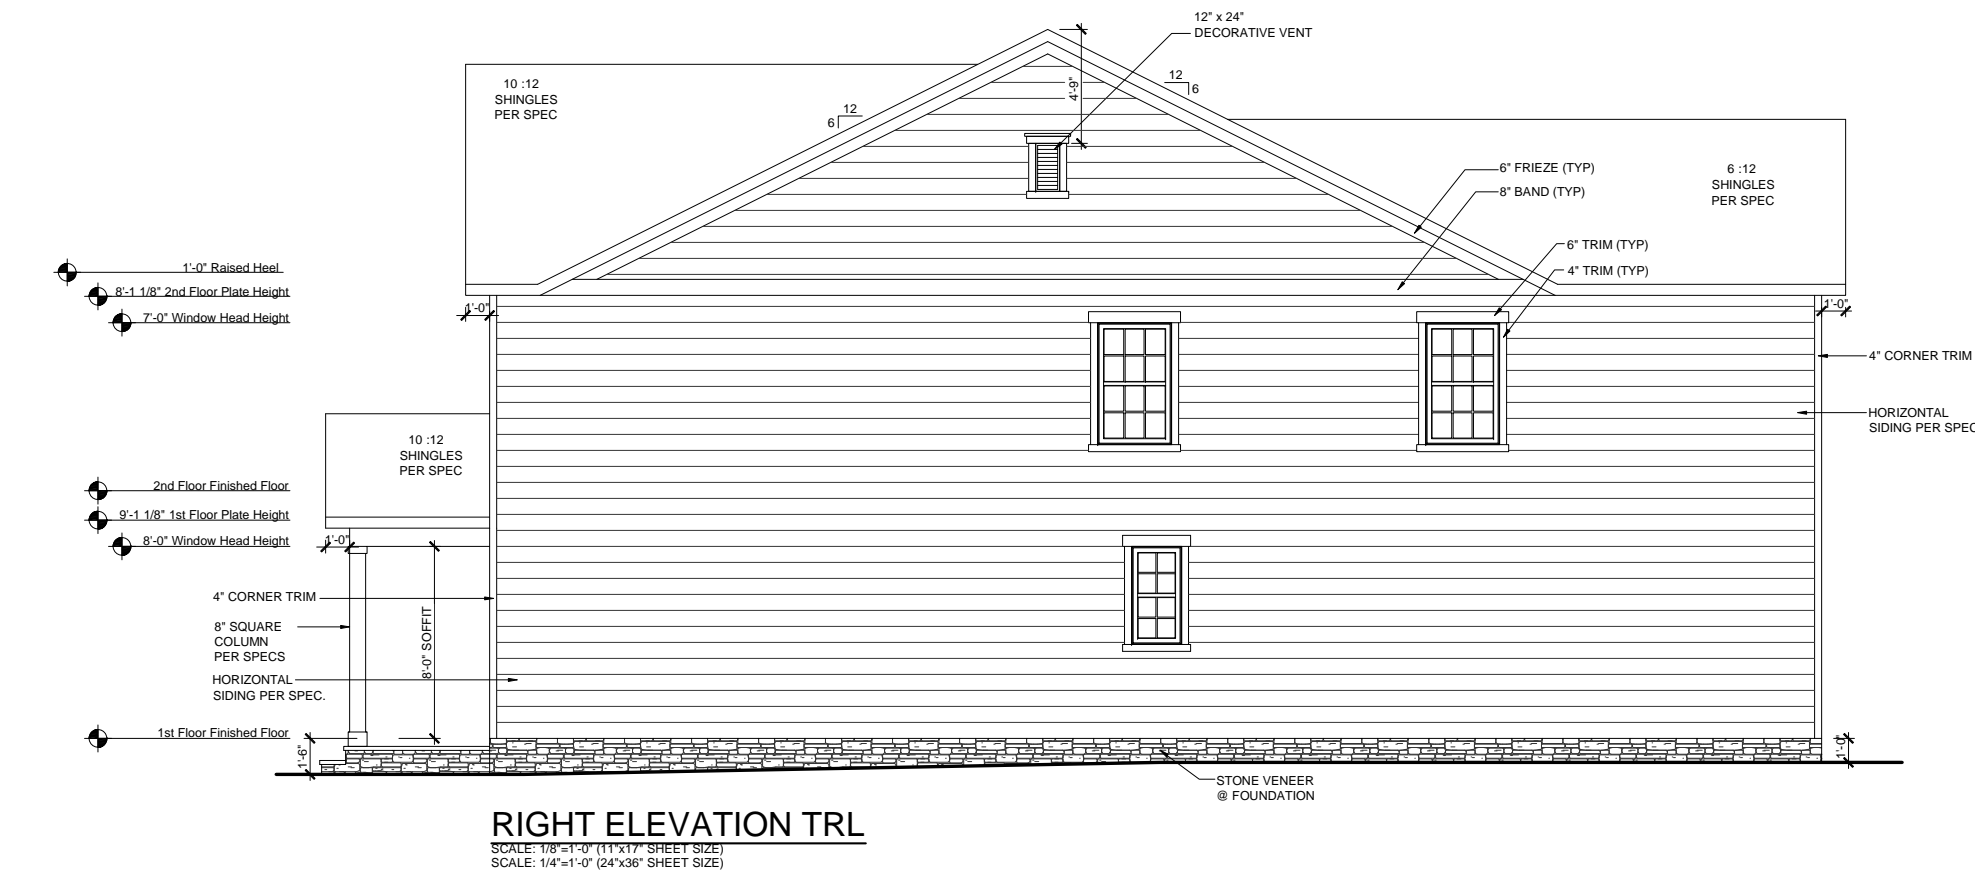 12" x 24"
DECORATIVE VENT
10 :12
SHINGLES
PER SPEC
4'-9"
12
6
12
6
6" FRIEZE (TYP)
8" BAND (TYP)
6 :12
SHINGLES
PER SPEC
6" TRIM (TYP)
4" TRIM (TYP)
1'-0" Raised Heel
8'-1 1/8" 2nd Floor Plate Height
7'-0" Window Head Height
1'-0"
1'-0"
4" CORNER TRIM
HORIZONTAL
SIDING PER SPEC
10 :12
SHINGLES
PER SPEC
2nd Floor Finished Floor
9'-1 1/8" 1st Floor Plate Height
8'-0" Window Head Height
1'-0"
4" CORNER TRIM
8" SQUARE
COLUMN
PER SPECS
8'-0" SOFFIT
HORIZONTAL
SIDING PER SPEC.
1st Floor Finished Floor
1'-6"
1'-0"
STONE VENEER
@ FOUNDATION
RIGHT ELEVATION TRL
SCALE: 1/8"=1'-0" (11"x17" SHEET SIZE)
SCALE: 1/4"=1'-0" (24"x36" SHEET SIZE)